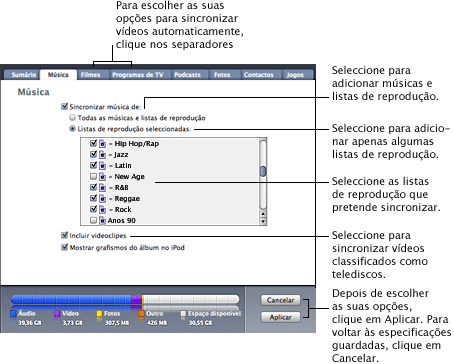 Para escolher as suas
opções para sincronizar
vídeos automaticamente,
clique nos separadores
Sumário Música Filmes Programas de TV Podcasts Fotos Contactos Jogos
Música
Sincronizar música de:
Todas as músicas e listas de reprodução
Listas de reprodução seleccionadas:
Hip Hop/Rap
Jazz
Latin
New Age
R&B
Reggae
Rock
Anos 90
Incluir videoclipes
Mostrar grafismos do álbum no iPod
Seleccione para
adicionar músicas e
listas de reprodução.
Seleccione para adicio-
nar apenas algumas
listas de reprodução.
Seleccione as listas
de reprodução que
pretende sincronizar.
Seleccione para
sincronizar vídeos
classificados como
telediscos.
Áudio Vídeo Fotos Outro Espaço disponível
39,36 GB 3,73 GB 307,5 MB 426 MB 30,55 GB
Cancelar
Aplicar
Depois de escolher
as suas opções,
clique em Aplicar. Para
voltar às especificações
guardadas, clique em
Cancelar.